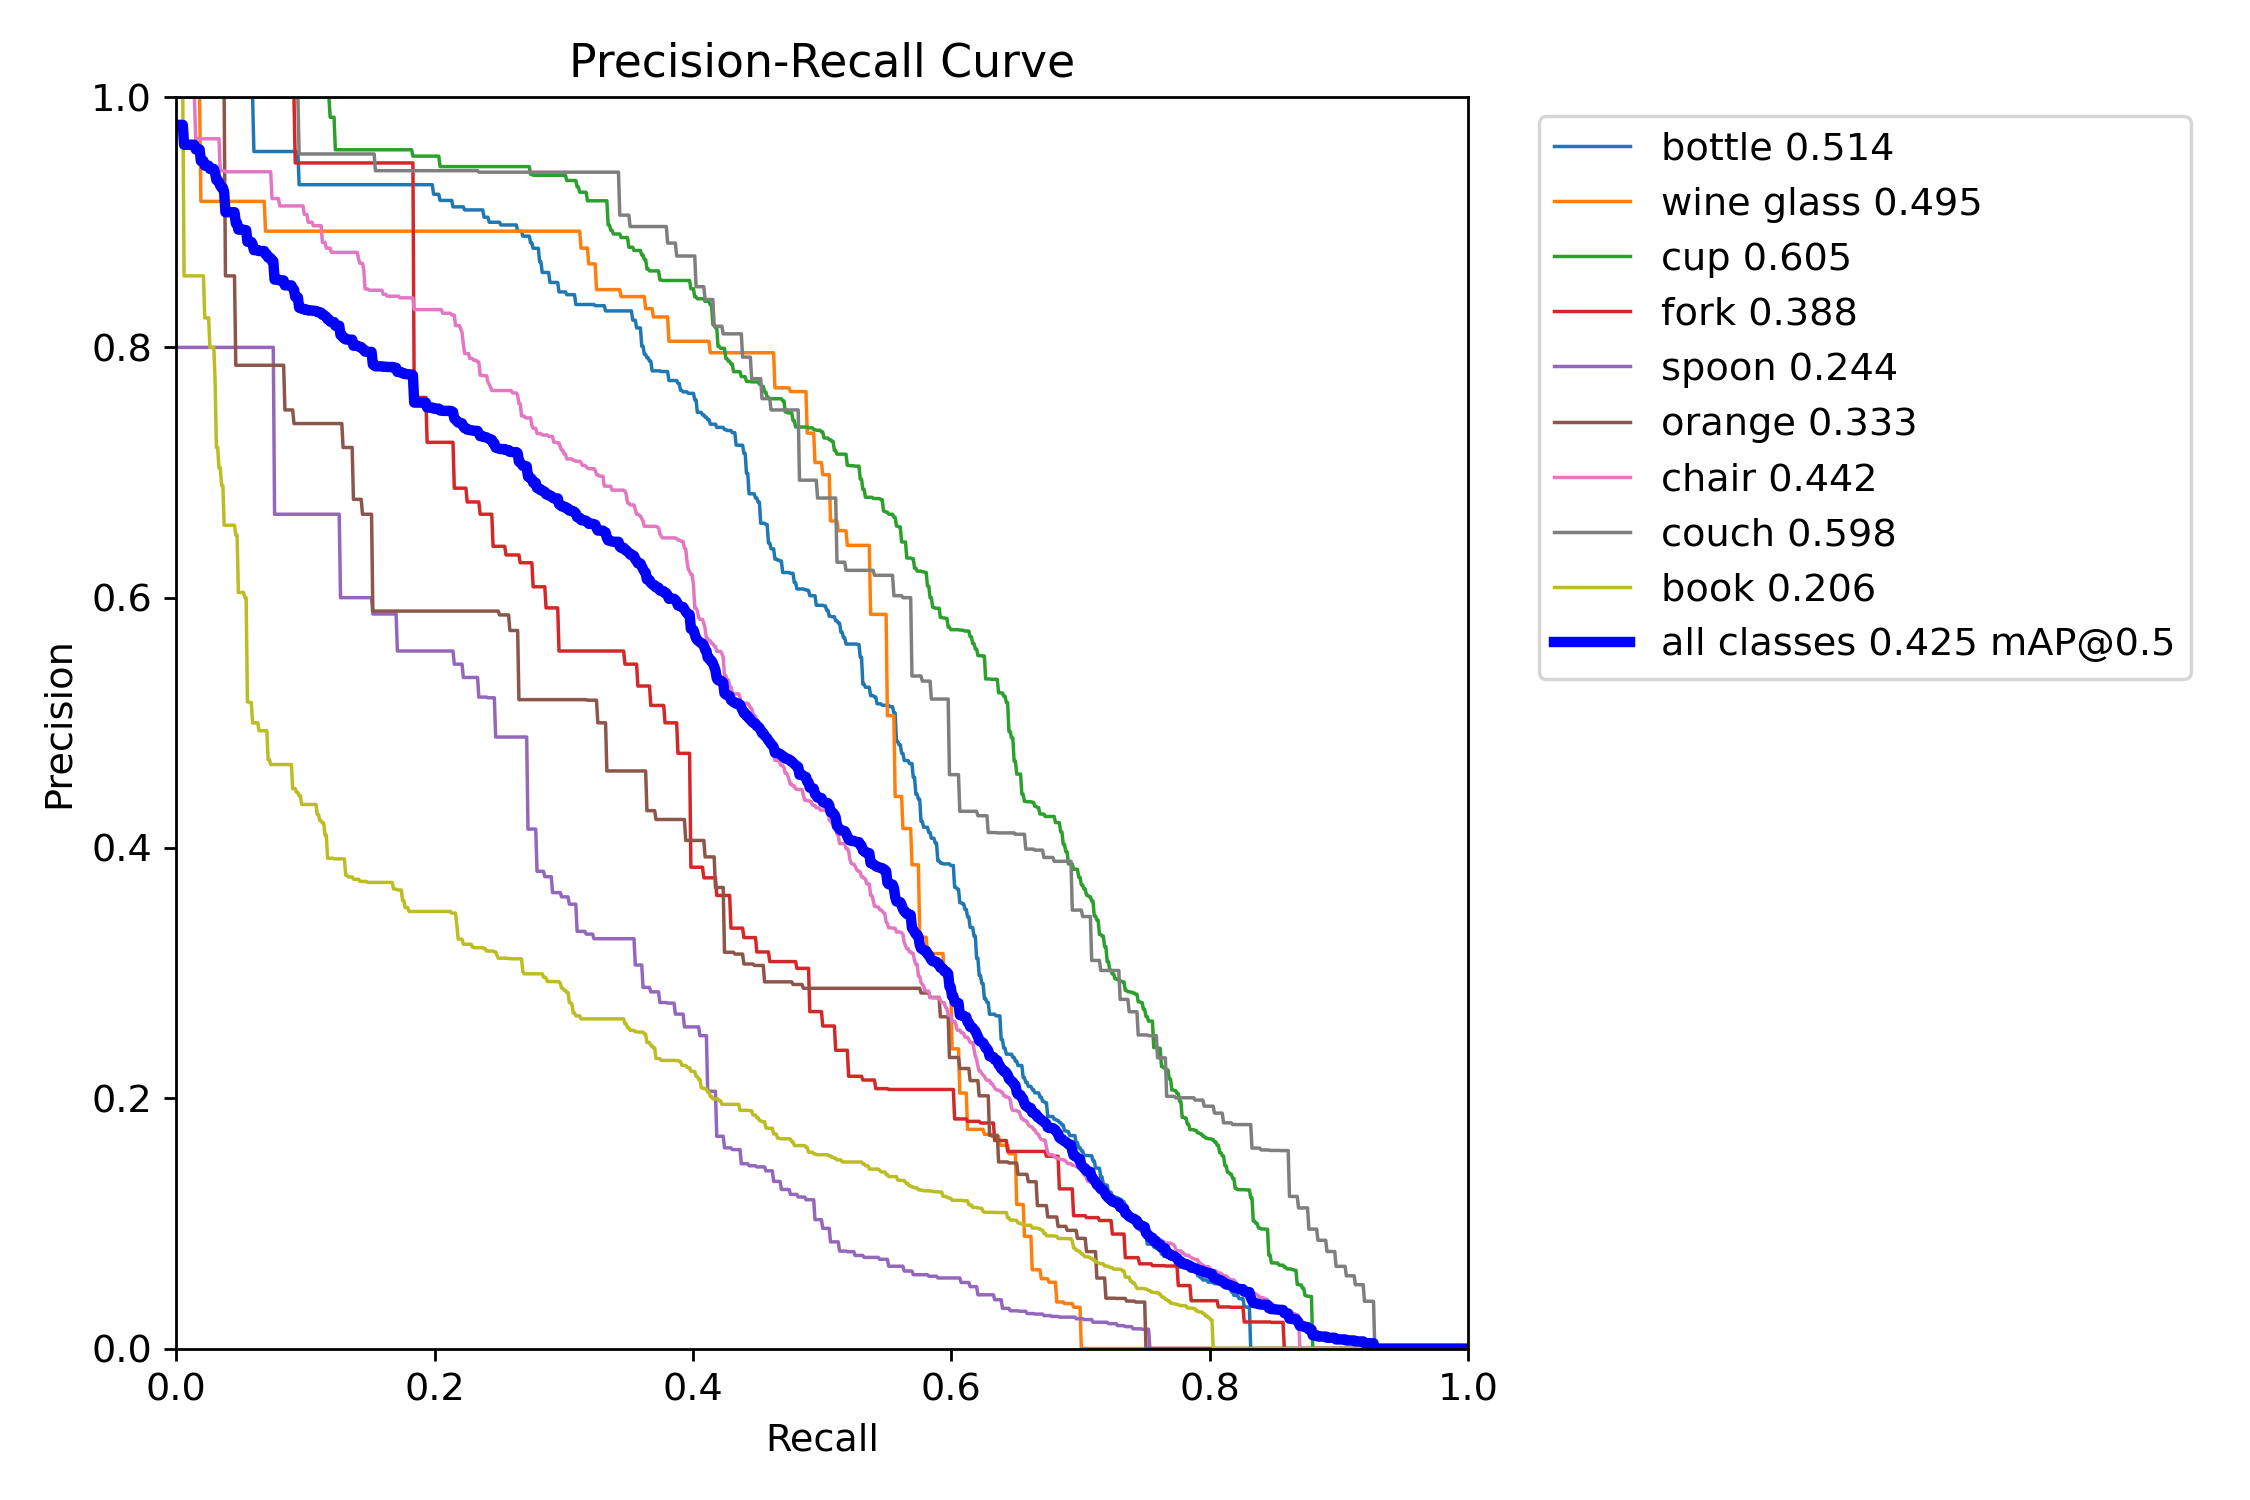 Precision-Recall Curve
1.0
0.8
0.6
0.4
0.2
0.0
Precision
0.0 0.2 0.4 0.6 0.8 1.0
Recall
bottle 0.514
wine glass 0.495
cup 0.605
fork 0.388
spoon 0.244
orange 0.333
chair 0.442
couch 0.598
book 0.206
all classes 0.425 mAP@0.5